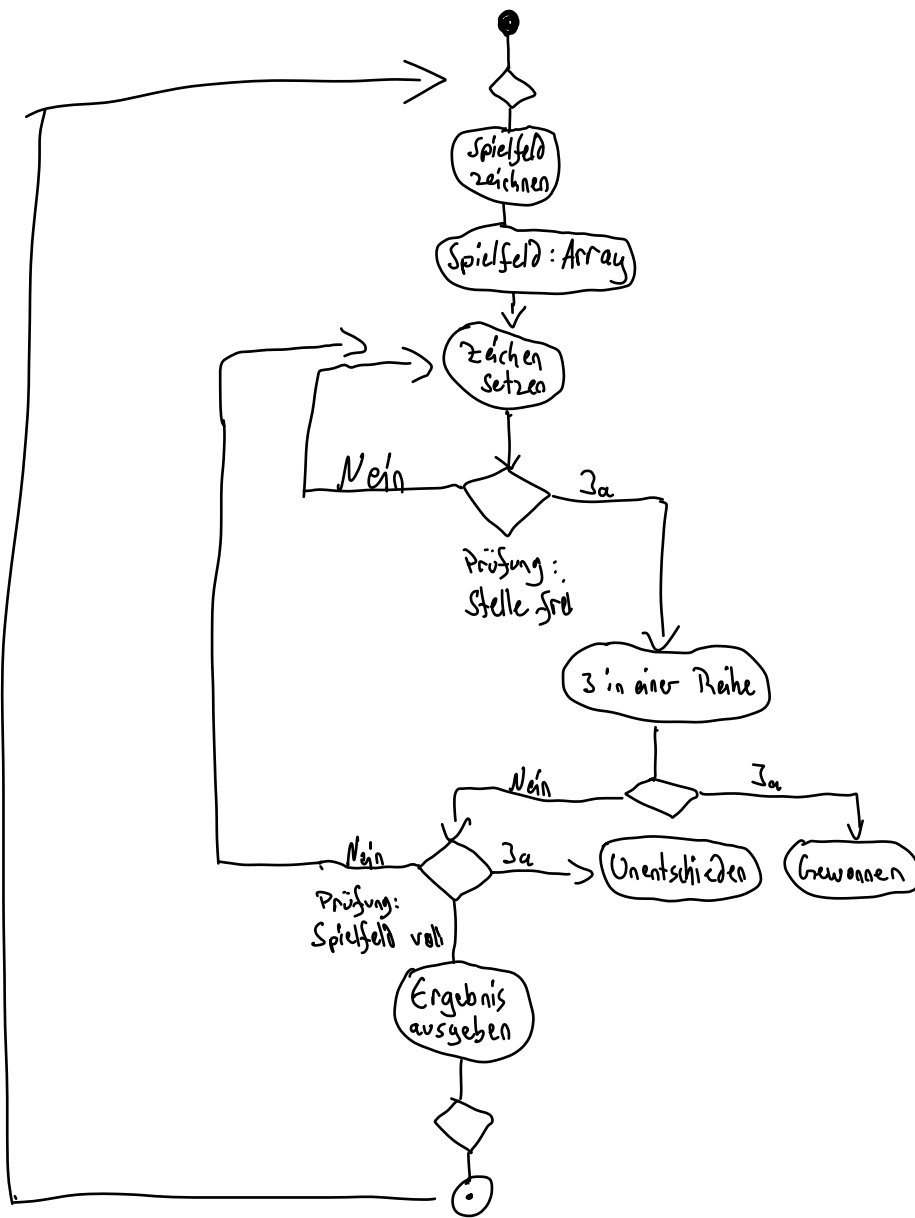 Spielfeld
zeichnen
Spielfeld: Array
Zeichen
setzen
Nein
Ja
Prüfung:
Stelle frei
3 in einer Reihe
Nein
Ja
Nein
Ja
Unentschieden
Gewonnen
Prüfung:
Spielfeld voll
Ergebnis
ausgeben